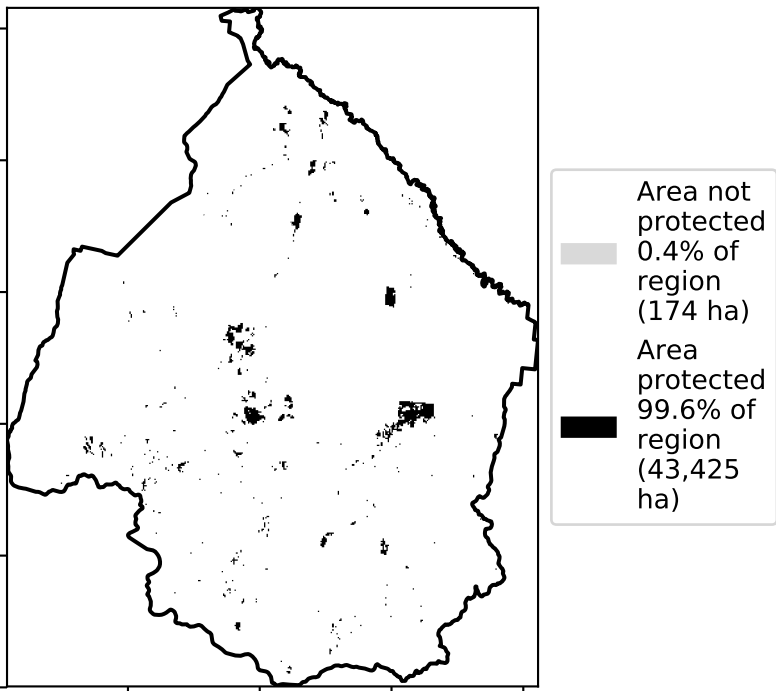 Area not
protected
0.4% of
region
(174 ha)
Area
protected
99.6% of
region
(43,425
ha)